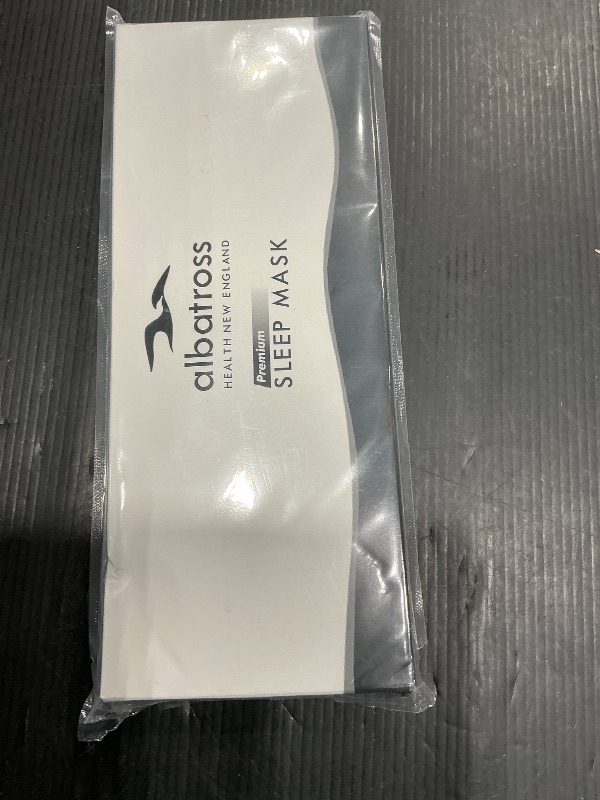 albatross
HEALTH NEW ENGLAND
Premium
SLEEP MASK